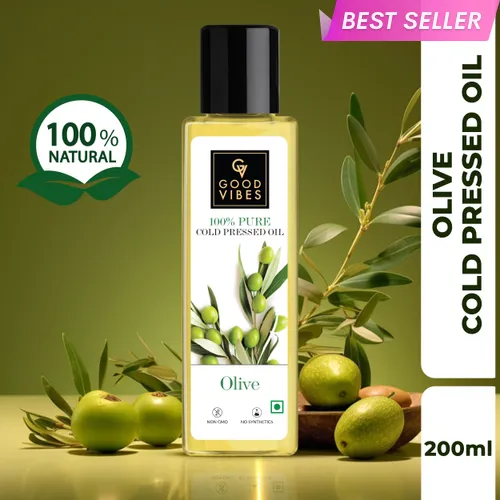 BEST SELLER
100%
NATURAL
GV
GOOD
VIBES
100% PURE
COLD PRESSED OIL
Olive
NON GMO
NO SYNTHETICS
OLIVE
COLD PRESSED OIL
200ml